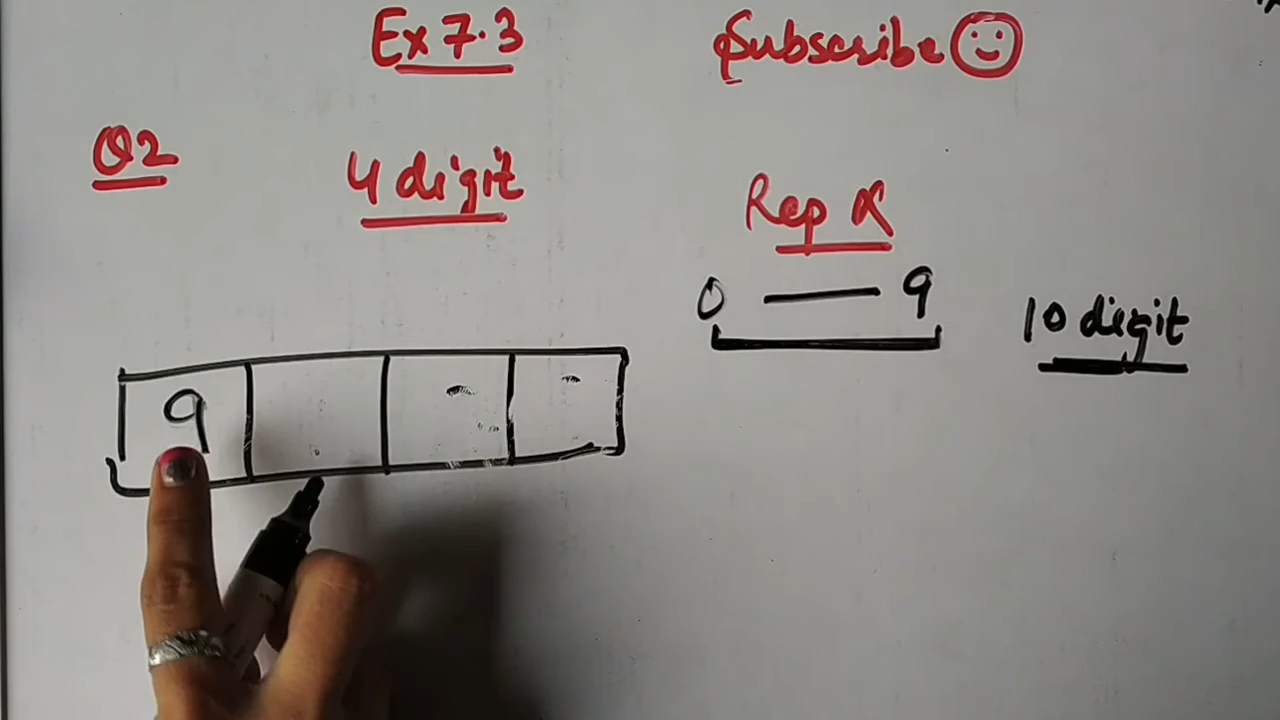 Ex 7.3
Subscribe
Q2
4 digit
Rep X
0 — 9
10 digit
9